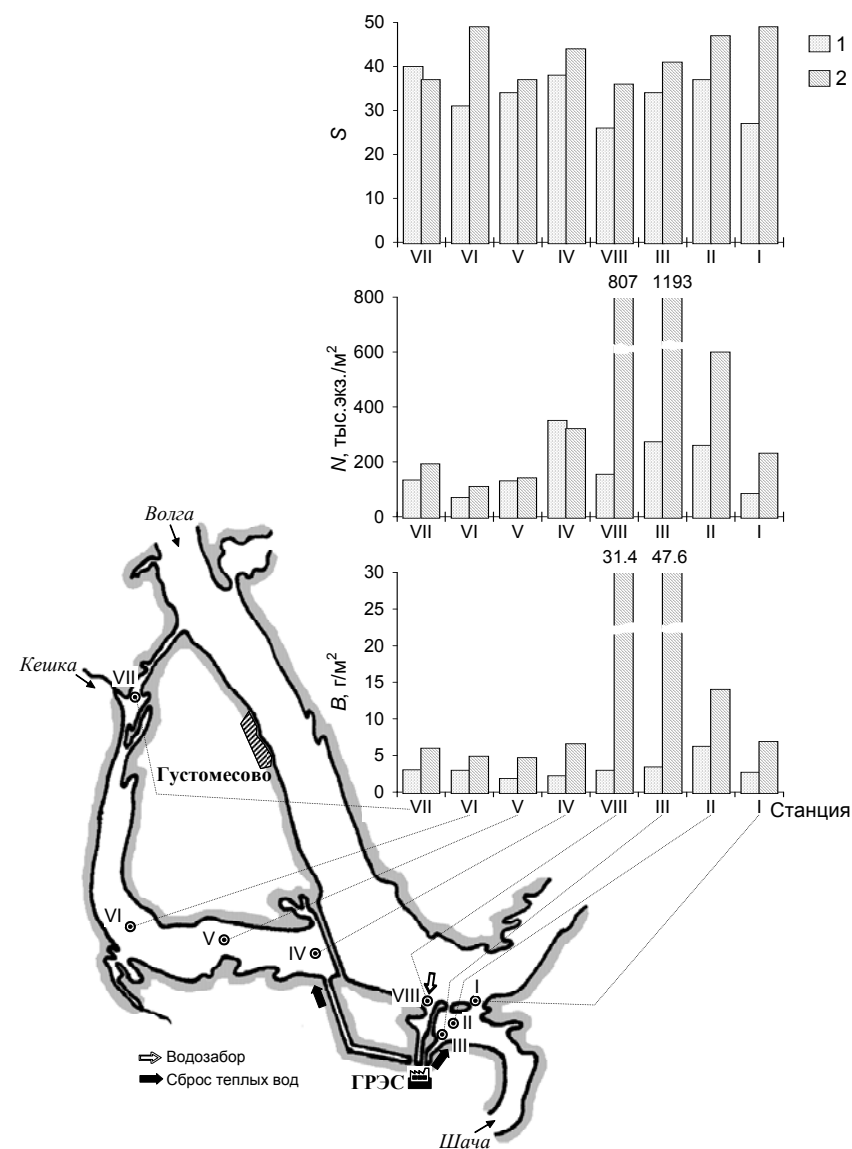 50
40
30
20
10
0
S
1
2
VII VI V IV VIII III II I
807 1193
800
600
400
200
0
N, тыс.экз./м²
VII VI V IV VIII III II I
31.4 47.6
30
25
20
15
10
5
0
B, г/м²
VII VI V IV VIII III II I Станция
Волга
Кешка
VII
Густомесово
VI
V
IV
VIII
I
II
III
Водозабор
Сброс теплых вод
ГРЭС
Шача